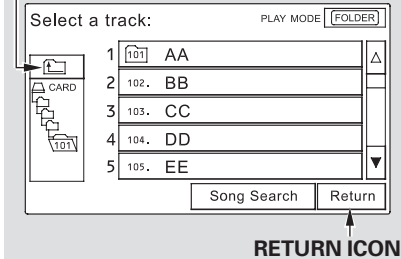 Select a track: PLAY MODE FOLDER
1 101 AA
CARD 2 102. BB
3 103. CC
101 4 104. DD
5 105. EE
Song Search Return
RETURN ICON